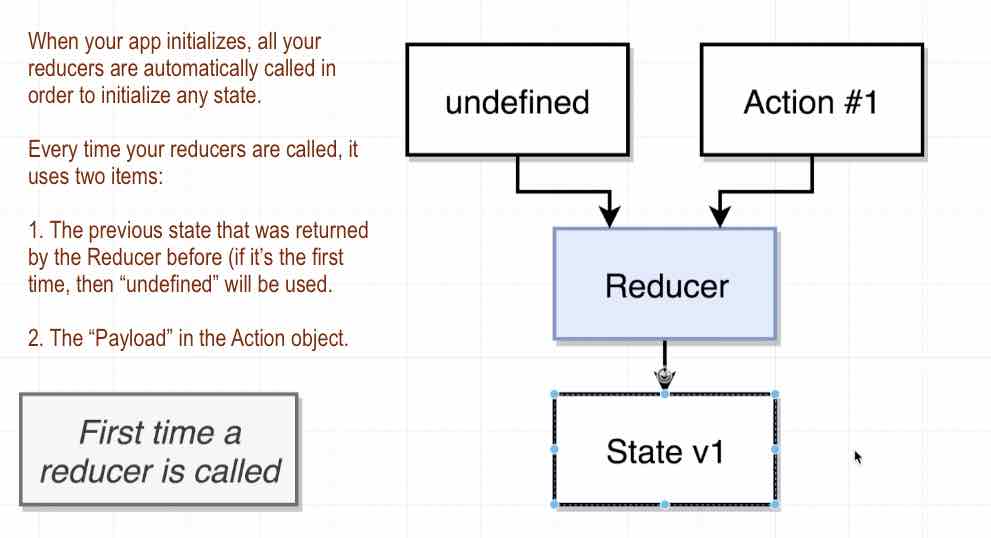 When your app initializes, all your
reducers are automatically called in
order to initialize any state.
Every time your reducers are called, it
uses two items:
1. The previous state that was returned
by the Reducer before (if it’s the first
time, then “undefined” will be used.
2. The “Payload” in the Action object.
First time a
reducer is called
undefined
Action #1
Reducer
State v1